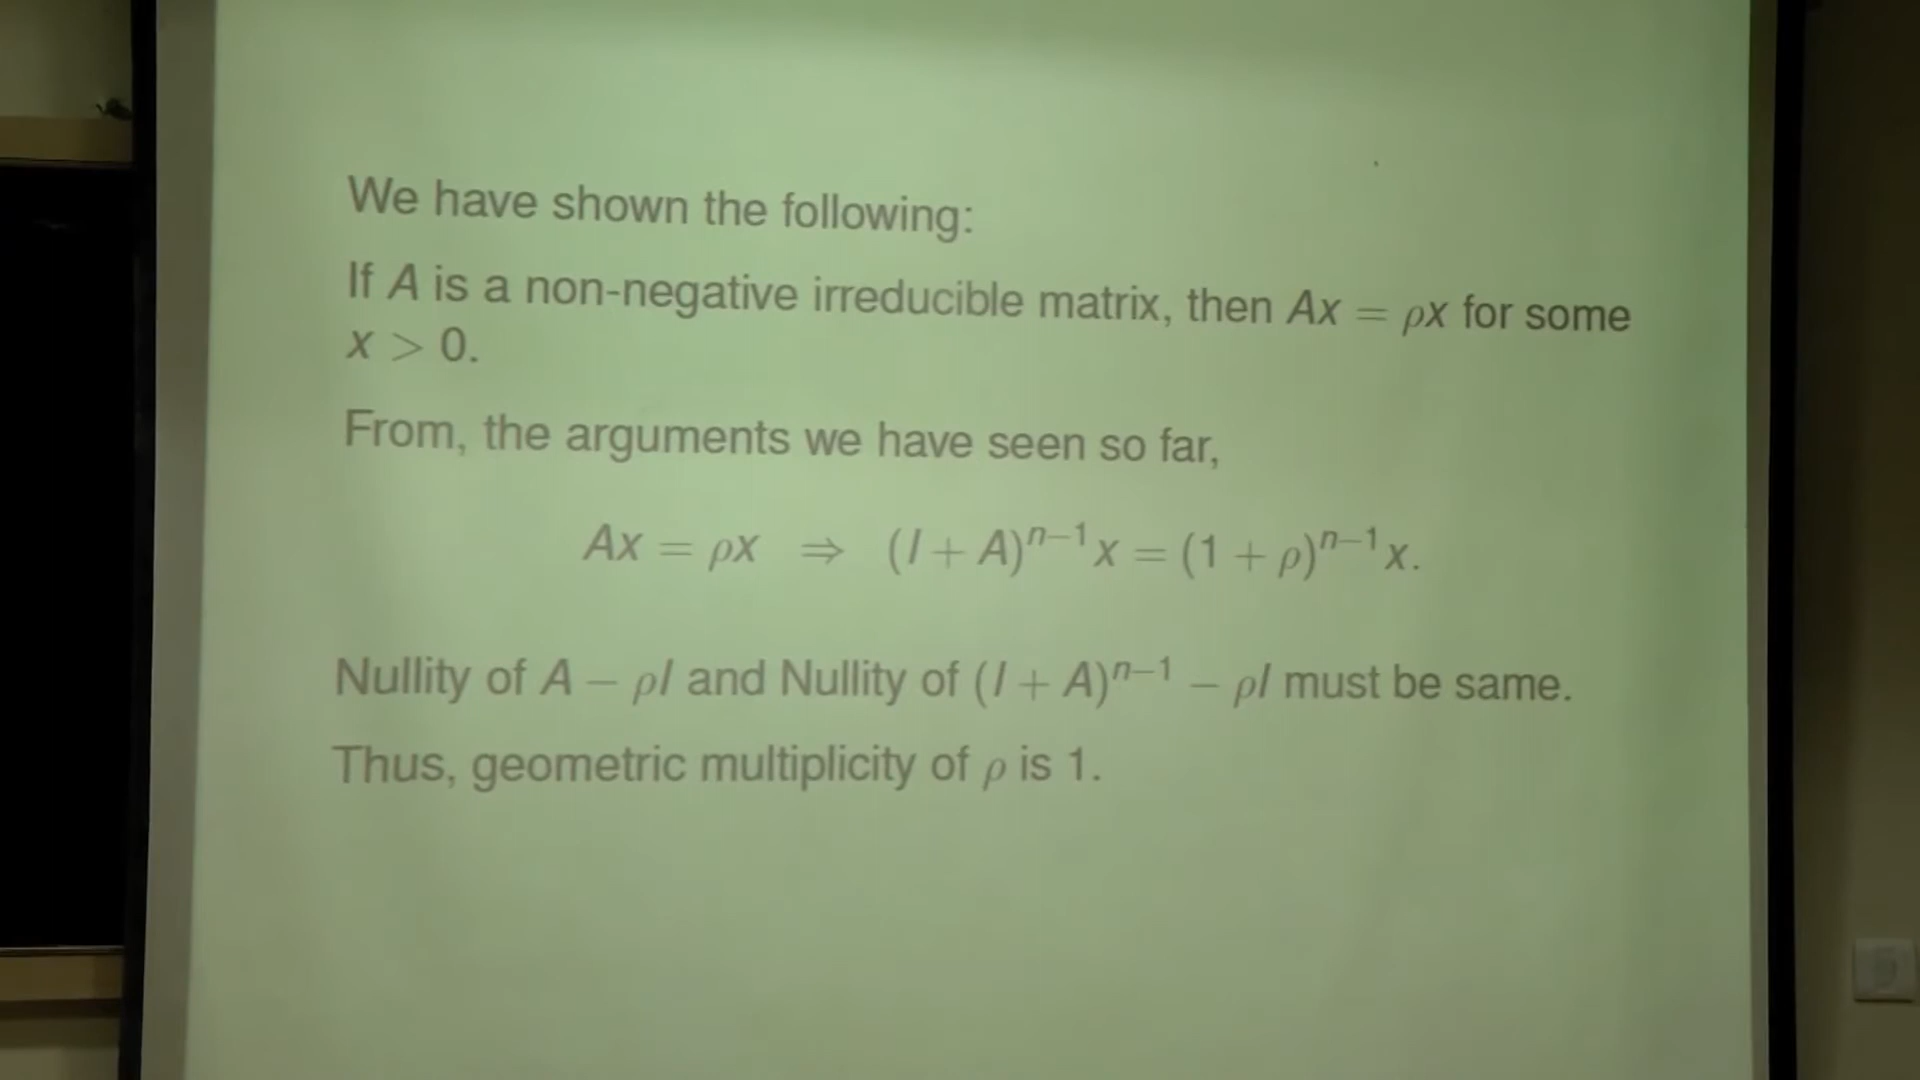 We have shown the following:
If A is a non-negative irreducible matrix, then Ax = ρx for some
x > 0.
From, the arguments we have seen so far,
Ax = ρx ⇒ (I + A)ⁿ⁻¹x = (1 + ρ)ⁿ⁻¹x.
Nullity of A − ρI and Nullity of (I + A)ⁿ⁻¹ − ρI must be same.
Thus, geometric multiplicity of ρ is 1.